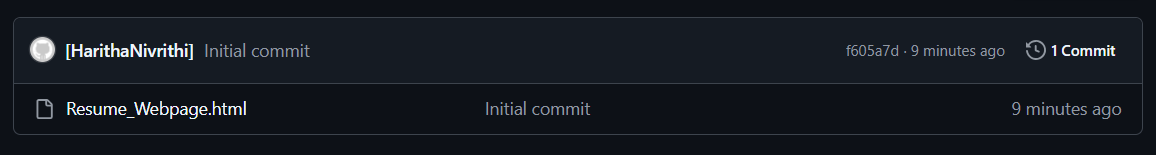 [HarithaNivrithi] Initial commit f605a7d · 9 minutes ago 1 Commit
Resume_Webpage.html Initial commit 9 minutes ago